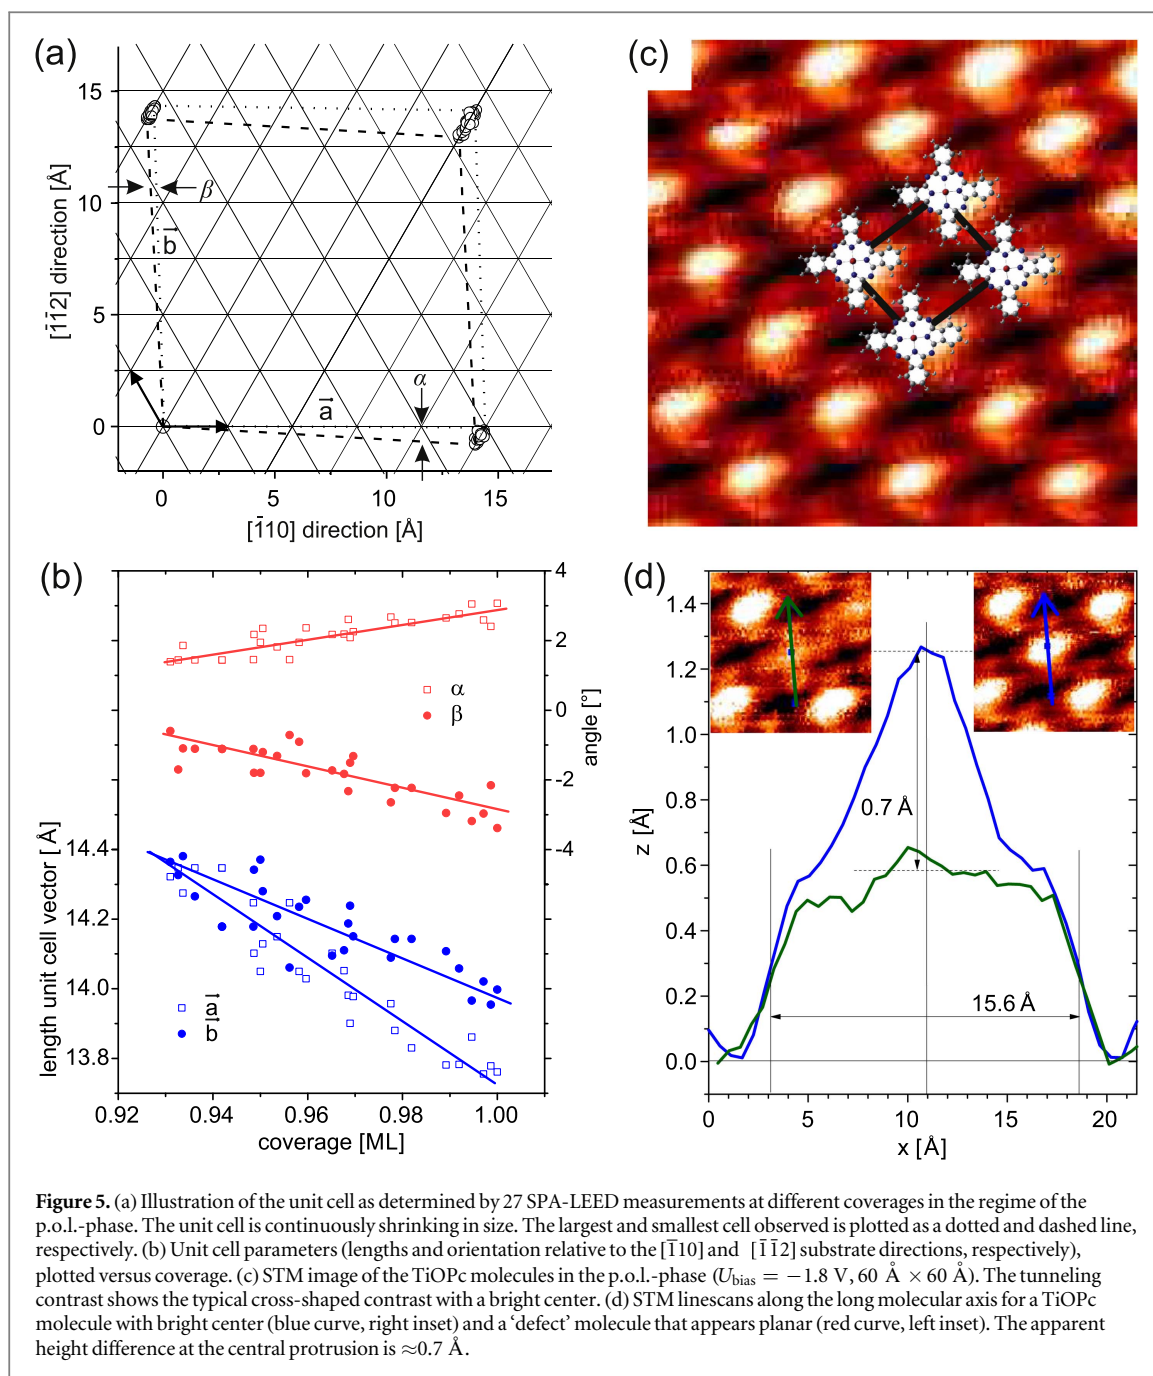 (a)
15
10
5
0
[1̄1̄2] direction [Å]
β
b⃗
α
a⃗
0
5
10
15
[1̄10] direction [Å]
(c)
(b)
4
2
0
-2
-4
angle [°]
α
β
14.4
14.2
14.0
13.8
length unit cell vector [Å]
a⃗
b⃗
0.92
0.94
0.96
0.98
1.00
coverage [ML]
(d)
1.4
1.2
1.0
0.8
0.6
0.4
0.2
0.0
z [Å]
0.7 Å
15.6 Å
0
5
10
15
20
x [Å]
Figure 5. (a) Illustration of the unit cell as determined by 27 SPA-LEED measurements at different coverages in the regime of the
p.o.l.-phase. The unit cell is continuously shrinking in size. The largest and smallest cell observed is plotted as a dotted and dashed line,
respectively. (b) Unit cell parameters (lengths and orientation relative to the [1̄10] and [1̄1̄2] substrate directions, respectively),
plotted versus coverage. (c) STM image of the TiOPc molecules in the p.o.l.-phase (U_bias = −1.8 V, 60 Å × 60 Å). The tunneling
contrast shows the typical cross-shaped contrast with a bright center. (d) STM linescans along the long molecular axis for a TiOPc
molecule with bright center (blue curve, right inset) and a ‘defect’ molecule that appears planar (red curve, left inset). The apparent
height difference at the central protrusion is ≈0.7 Å.